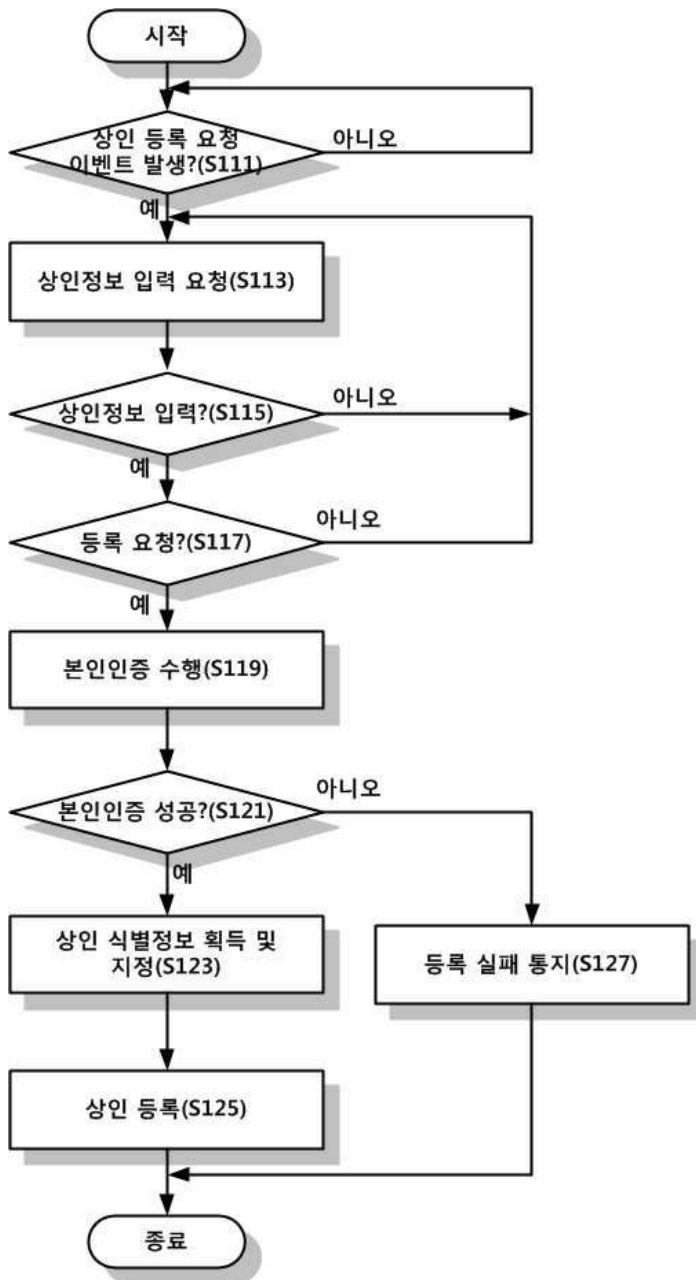 시작
상인 등록 요청
이벤트 발생?(S111)
아니오
예
상인정보 입력 요청(S113)
상인정보 입력?(S115)
아니오
예
등록 요청?(S117)
아니오
예
본인인증 수행(S119)
본인인증 성공?(S121)
아니오
예
상인 식별정보 획득 및
지정(S123)
등록 실패 통지(S127)
상인 등록(S125)
종료